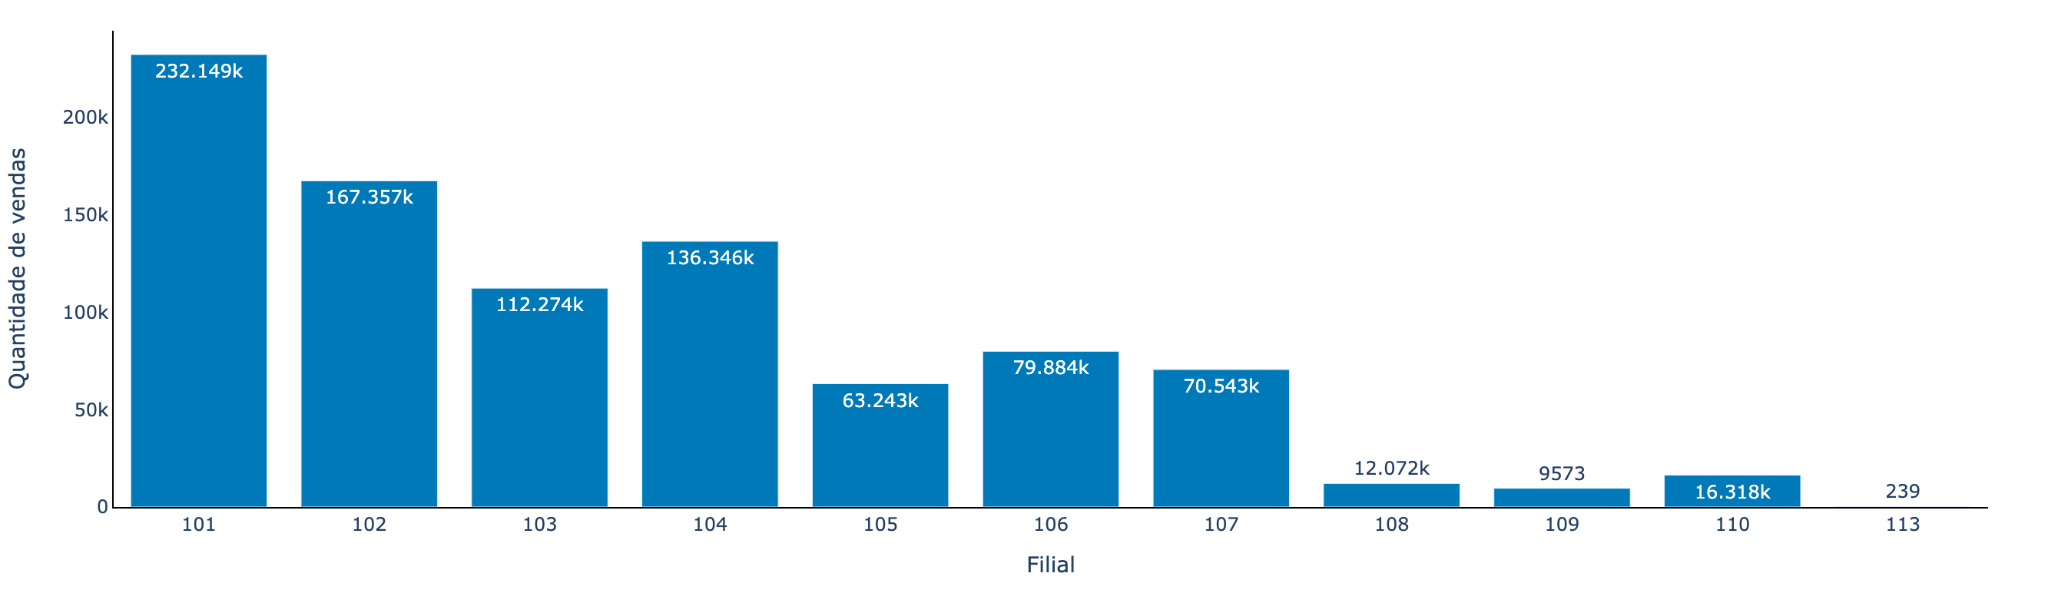 Quantidade de vendas
200k
150k
100k
50k
0
232.149k
167.357k
112.274k
136.346k
63.243k
79.884k
70.543k
12.072k
9573
16.318k
239
101 102 103 104 105 106 107 108 109 110 113
Filial